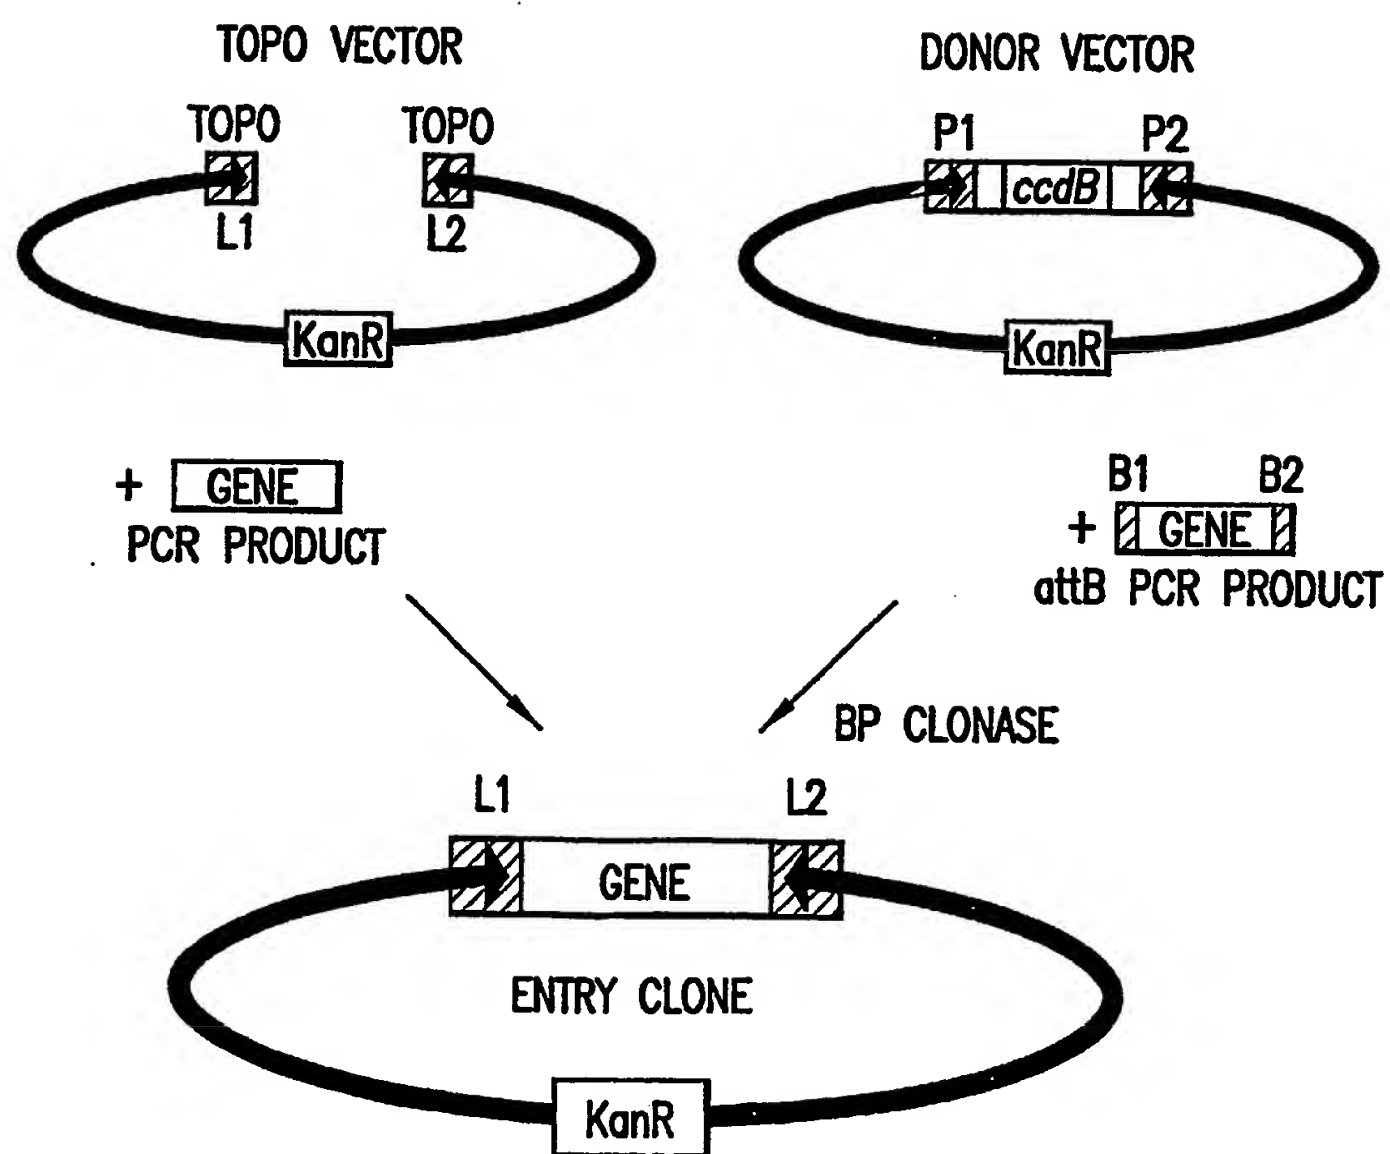 TOPO VECTOR
TOPO
TOPO
L1
L2
KanR
+ GENE
PCR PRODUCT
DONOR VECTOR
P1
P2
ccdB
KanR
B1
B2
+ GENE
attB PCR PRODUCT
BP CLONASE
L1
L2
GENE
ENTRY CLONE
KanR